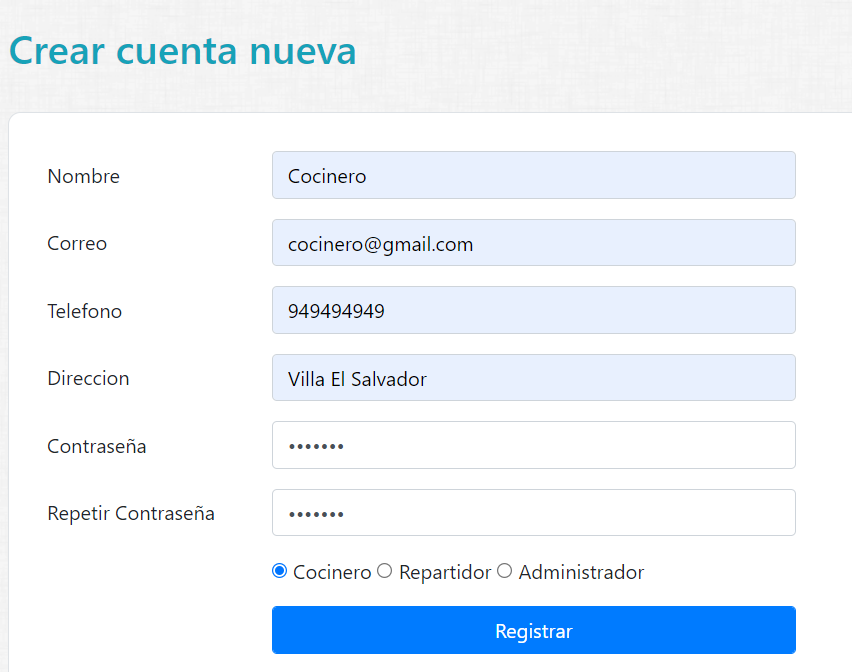 Crear cuenta nueva
Nombre Cocinero
Correo cocinero@gmail.com
Telefono 949494949
Direccion Villa El Salvador
Contraseña •••••••
Repetir Contraseña •••••••
Cocinero Repartidor Administrador
Registrar